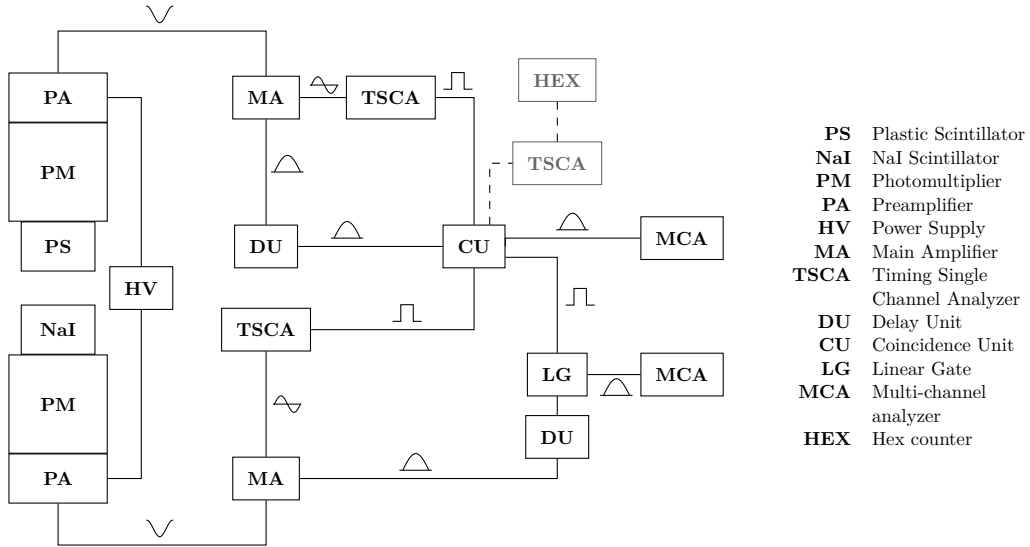 PA
MA
TSCA
HEX
PM
TSCA
PS
DU
CU
MCA
HV
NaI
TSCA
PM
LG
MCA
DU
PA
MA
PS Plastic Scintillator
NaI NaI Scintillator
PM Photomultiplier
PA Preamplifier
HV Power Supply
MA Main Amplifier
TSCA Timing Single
Channel Analyzer
DU Delay Unit
CU Coincidence Unit
LG Linear Gate
MCA Multi-channel
analyzer
HEX Hex counter